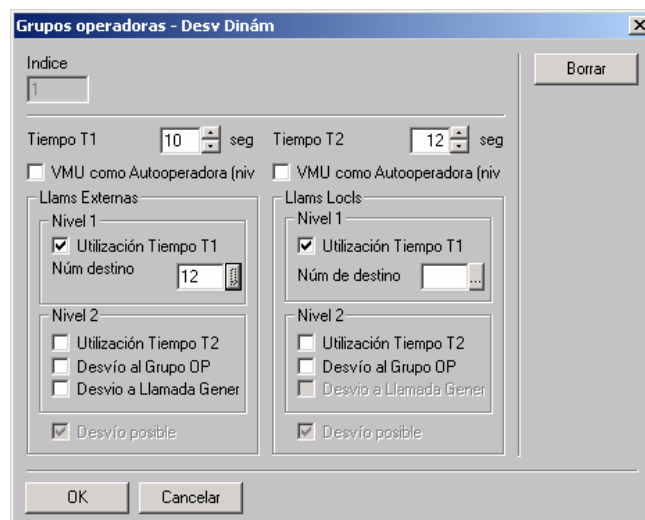 Grupos operadoras - Desv Dinám
Indice
1
Borrar
Tiempo T1 10 seg Tiempo T2 12 seg
VMU como Autooperadora (niv VMU como Autooperadora (niv
Llams Externas
Nivel 1
Utilización Tiempo T1
Núm destino 12
Nivel 2
Utilización Tiempo T2
Desvío al Grupo OP
Desvio a Llamada Gener
Desvío posible
Llams Locls
Nivel 1
Utilización Tiempo T1
Núm de destino ...
Nivel 2
Utilización Tiempo T2
Desvío al Grupo OP
Desvio a Llamada Gener
Desvío posible
OK Cancelar